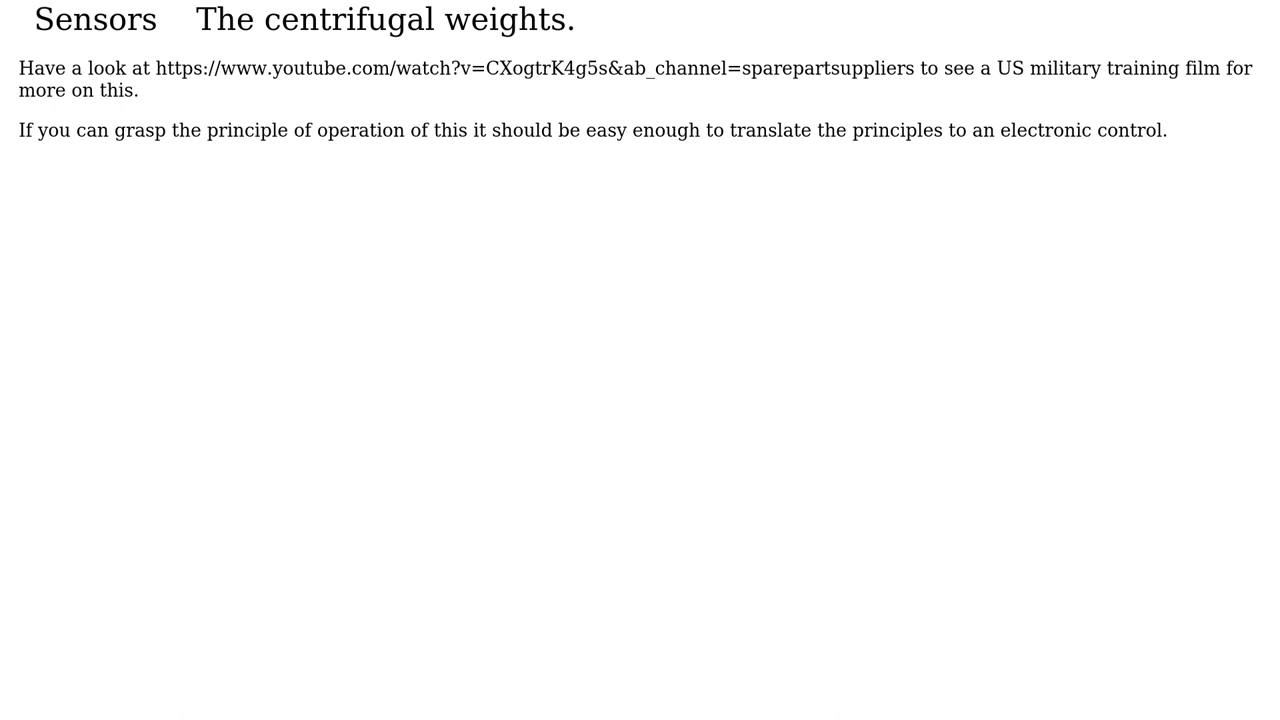 Sensors The centrifugal weights.
Have a look at https://www.youtube.com/watch?v=CXogtrK4g5s&ab_channel=sparepartsuppliers to see a US military training film for
more on this.
If you can grasp the principle of operation of this it should be easy enough to translate the principles to an electronic control.